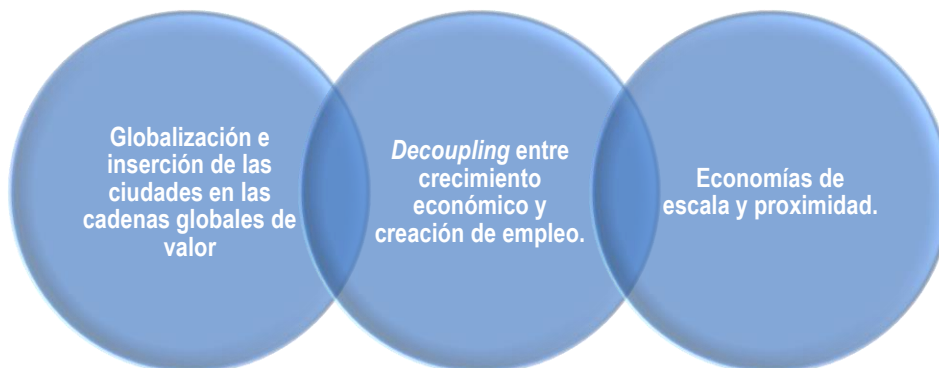 Globalización e
inserción de las
ciudades en las
cadenas globales de
valor
Decoupling entre
crecimiento
económico y
creación de empleo.
Economías de
escala y proximidad.